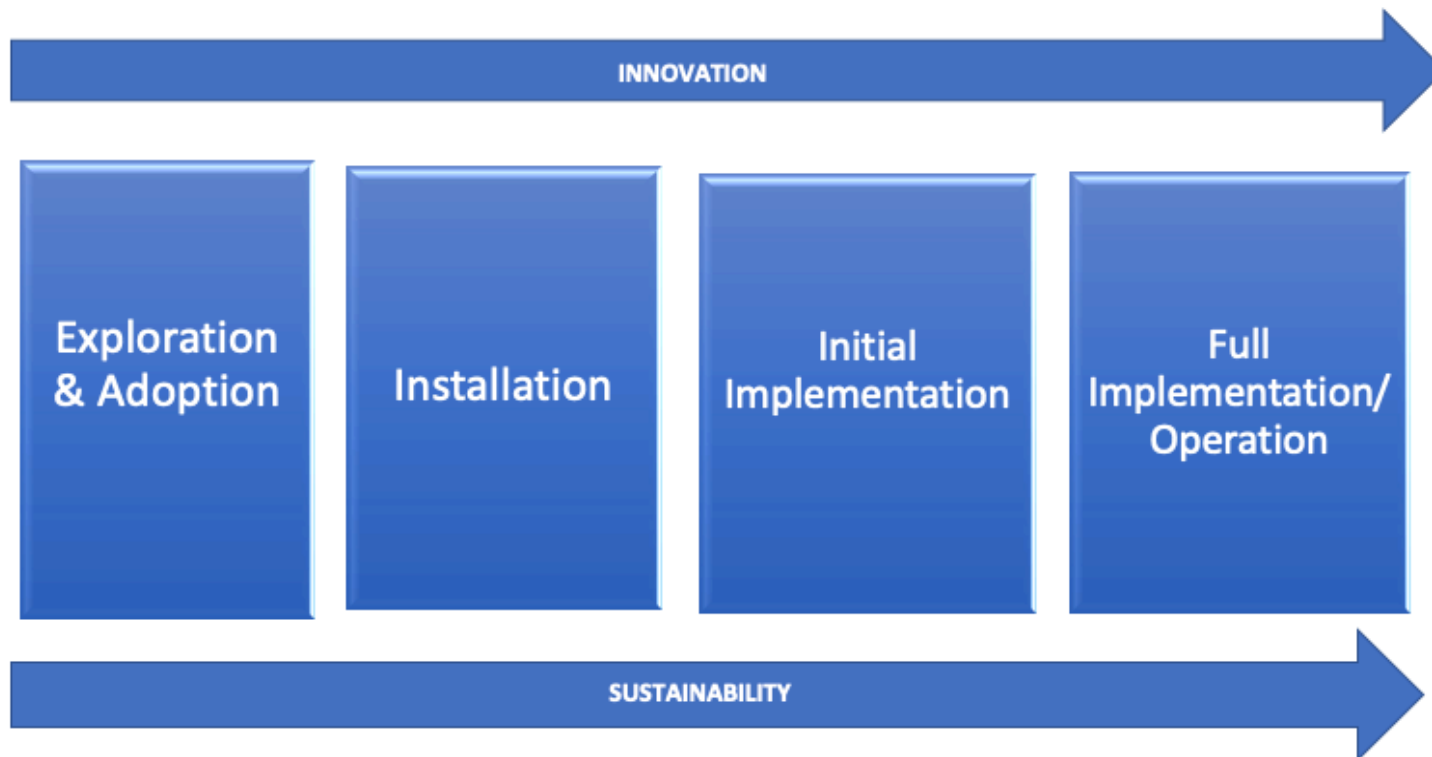 INNOVATION
Exploration
& Adoption
Installation
Initial
Implementation
Full
Implementation/
Operation
SUSTAINABILITY